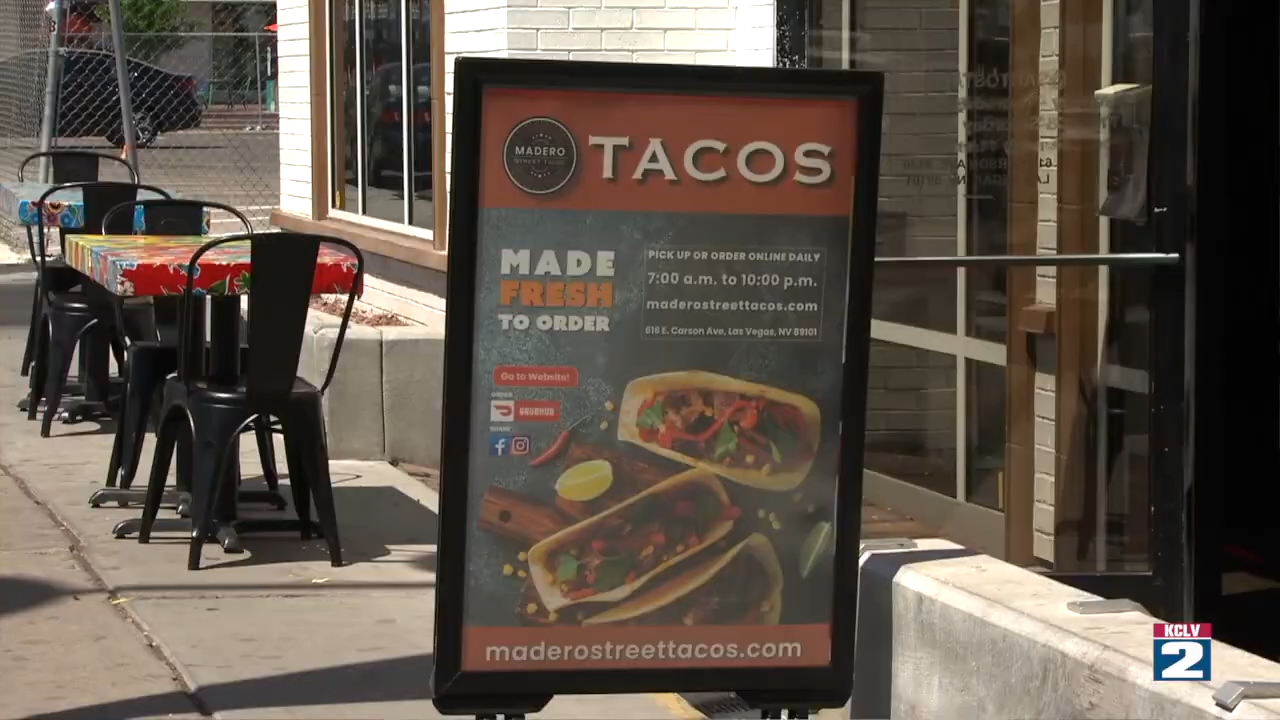 MADERO
STREET TACOS
TACOS
MADE
FRESH
TO ORDER
PICK UP OR ORDER ONLINE DAILY
7:00 a.m. to 10:00 p.m.
maderostreettacos.com
616 E. Carson Ave, Las Vegas, NV 89101
Go to Website!
GRUBHUB
maderostreettacos.com
KCLV
2